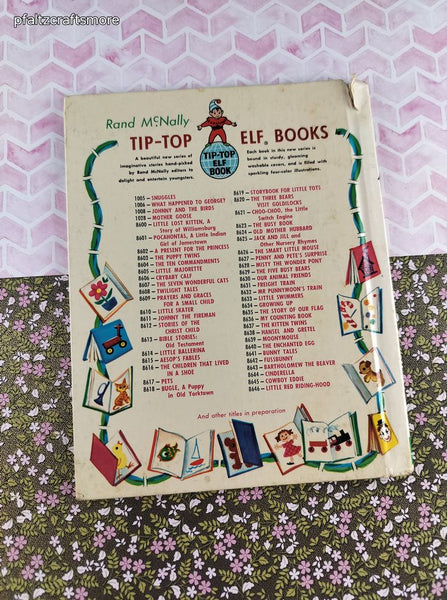 pfaltzcraftsmore
Rand McNally
TIP-TOP ELF BOOKS
TIP-TOP
ELF
BOOK
A beautiful new series of
imaginative stories hand-picked
by Rand McNally editors to
delight and entertain youngsters.
Each book in this new series is
bound in sturdy, gleaming
washable covers, and is filled with
sparkling four-color illustrations.
1005 — SNUGGLES
1006 — WHAT HAPPENED TO GEORGE?
1008 — JOHNNY AND THE BIRDS
1028 — MOTHER GOOSE
8600 — LITTLE LOST KITTEN, A
Story of Williamsburg
8601 — POCAHONTAS, A Little Indian
Girl of Jamestown
8602 — A PRESENT FOR THE PRINCESS
8603 — THE PUPPY TWINS
8604 — THE TEN COMMANDMENTS
8605 — LITTLE MAJORETTE
8606 — CRYBABY CALF
8607 — THE SEVEN WONDERFUL CATS
8608 — TWILIGHT TALES
8609 — PRAYERS AND GRACES
FOR A SMALL CHILD
8610 — LITTLE SKATER
8611 — JOHNNY THE FIREMAN
8612 — STORIES OF THE
CHRIST CHILD
8613 — BIBLE STORIES:
Old Testament
8614 — LITTLE BALLERINA
8615 — AESOP'S FABLES
8616 — THE CHILDREN THAT LIVED
IN A SHOE
8617 — PETS
8618 — BUGLE, A Puppy
in Old Yorktown
8619 — STORYBOOK FOR LITTLE TOTS
8620 — THE THREE BEARS
VISIT GOLDILOCKS
8621 — CHOO-CHOO, the Little
Switch Engine
8623 — THE BUSY BOOK
8624 — OLD MOTHER HUBBARD
8625 — JACK AND JILL and
Other Nursery Rhymes
8626 — THE SMART LITTLE MOUSE
8627 — PENNY AND PETE'S SURPRISE
8628 — RUSTY THE WONDER PONY
8629 — THE FIVE BUSY BEARS
8630 — OUR ANIMAL FRIENDS
8631 — FREIGHT TRAIN
8632 — MR PUNNYMOON'S TRAIN
8633 — LITTLE SWIMMERS
8634 — GROWING UP
8635 — THE STORY OF OUR FLAG
8636 — MY COUNTING BOOK
8637 — THE KITTEN TWINS
8638 — HANSEL AND GRETEL
8639 — MOONYMOUSE
8640 — THE ENCHANTED EGG
8641 — BUNNY TALES
8642 — FUSSBUNNY
8643 — BARTHOLOMEW THE BEAVER
8644 — CINDERELLA
8645 — COWBOY EDDIE
8646 — LITTLE RED RIDING-HOOD
And other titles in preparation